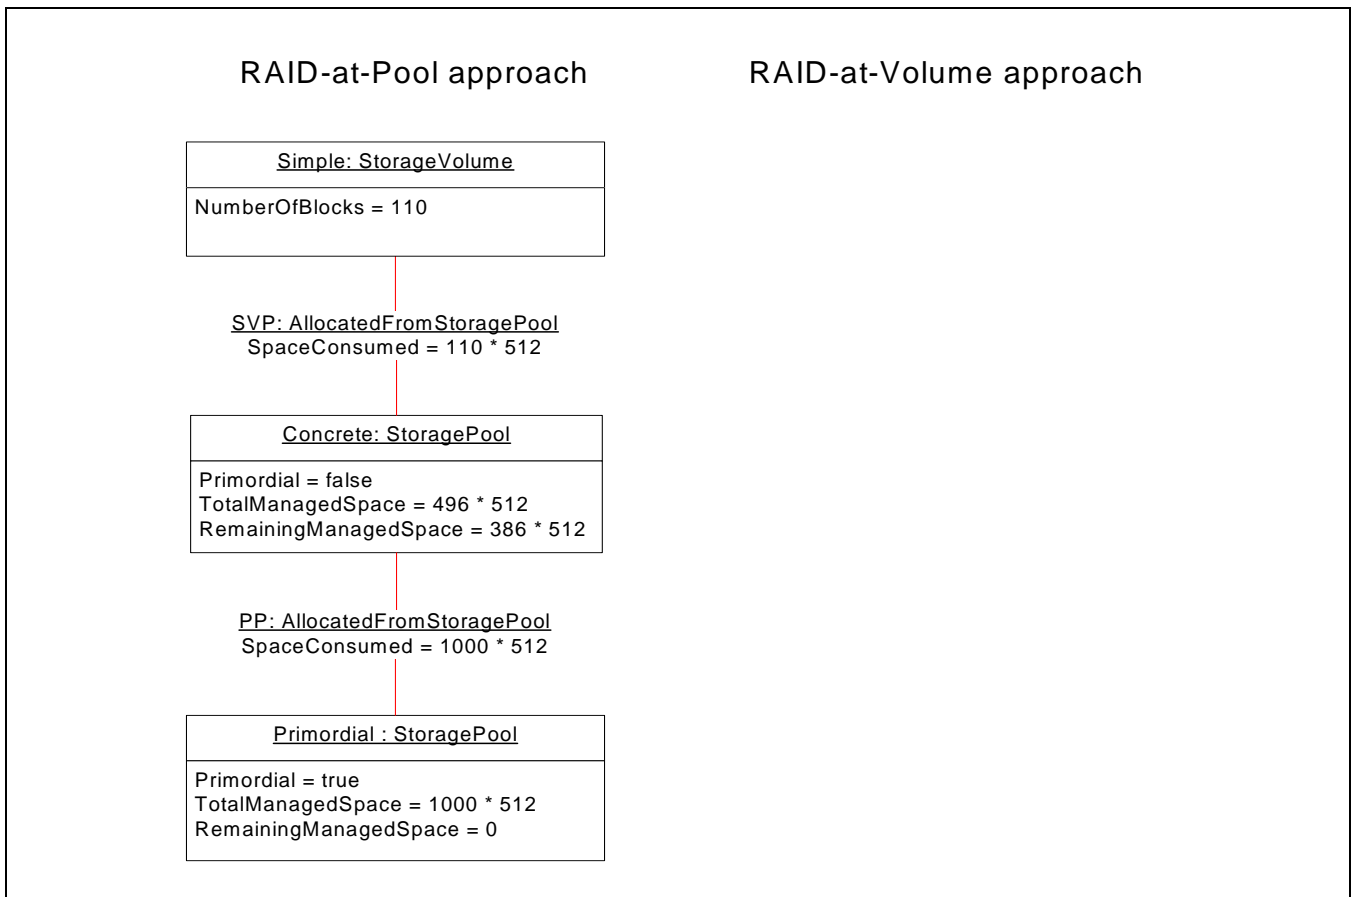 RAID-at-Pool approach
RAID-at-Volume approach
Simple: StorageVolume
NumberOfBlocks = 110
SVP: AllocatedFromStoragePool
SpaceConsumed = 110 * 512
Concrete: StoragePool
Primordial = false
TotalManagedSpace = 496 * 512
RemainingManagedSpace = 386 * 512
PP: AllocatedFromStoragePool
SpaceConsumed = 1000 * 512
Primordial : StoragePool
Primordial = true
TotalManagedSpace = 1000 * 512
RemainingManagedSpace = 0